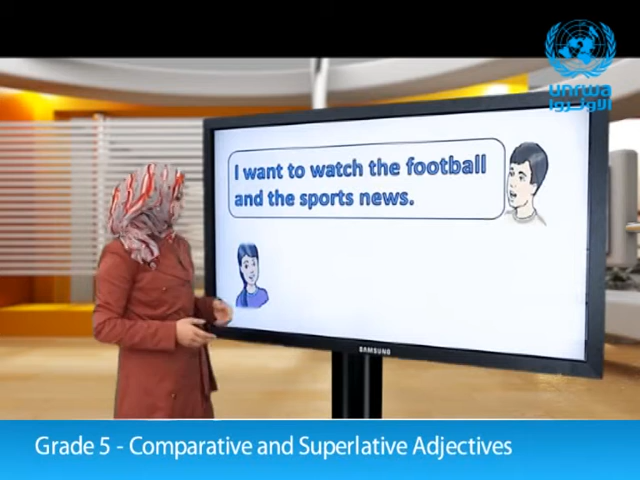 unrwa
الأونروا
I want to watch the football
and the sports news.
SAMSUNG
Grade 5 - Comparative and Superlative Adjectives